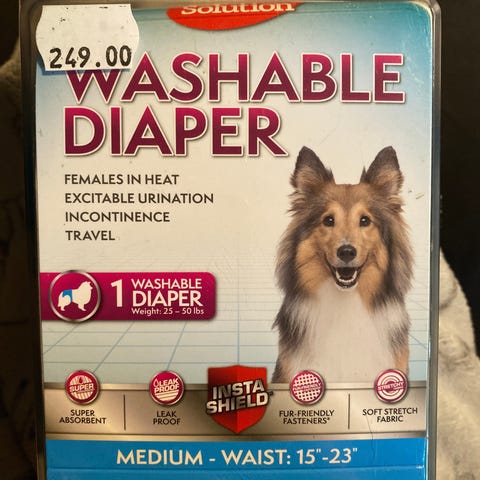 Solution
249.00
WASHABLE
DIAPER
FEMALES IN HEAT
EXCITABLE URINATION
INCONTINENCE
TRAVEL
1 WASHABLE
DIAPER
Weight: 25 – 50 lbs
SUPER
LEAK
PROOF
STRETCHY
SUPER
ABSORBENT
LEAK
PROOF
INSTA
SHIELD
FUR-FRIENDLY
FASTENERS*
SOFT STRETCH
FABRIC
MEDIUM - WAIST: 15"-23"